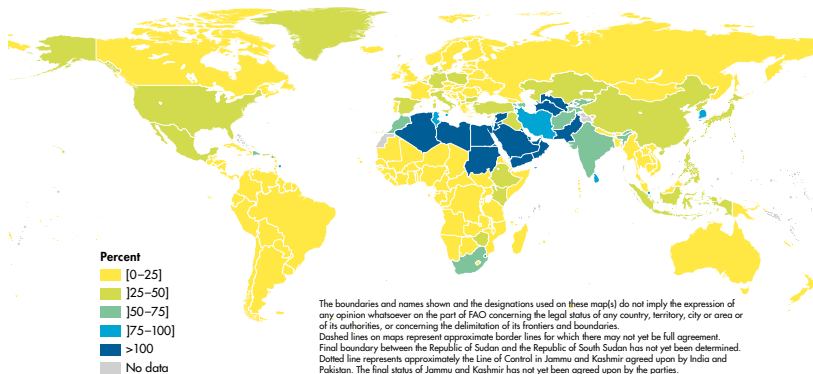 Percent
[0–25]
]25–50]
]50–75]
]75–100]
>100
No data
The boundaries and names shown and the designations used on these map(s) do not imply the expression of
any opinion whatsoever on the part of FAO concerning the legal status of any country, territory, city or area or
of its authorities, or concerning the delimitation of its frontiers and boundaries.
Dashed lines on maps represent approximate border lines for which there may not yet be full agreement.
Final boundary between the Republic of Sudan and the Republic of South Sudan has not yet been determined.
Dotted line represents approximately the Line of Control in Jammu and Kashmir agreed upon by India and
Pakistan. The final status of Jammu and Kashmir has not yet been agreed upon by the parties.